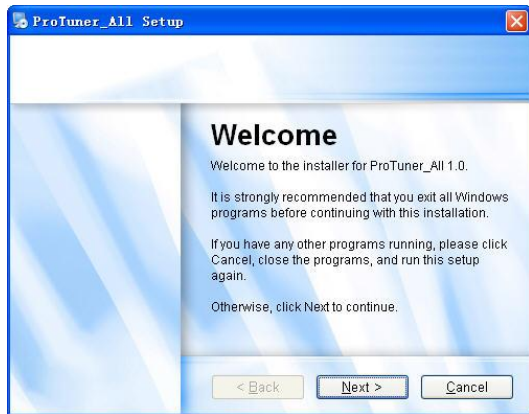 ProTuner_All Setup
Welcome
Welcome to the installer for ProTuner_All 1.0.
It is strongly recommended that you exit all Windows
programs before continuing with this installation.
If you have any other programs running, please click
Cancel, close the programs, and run this setup
again.
Otherwise, click Next to continue.
< Back Next > Cancel